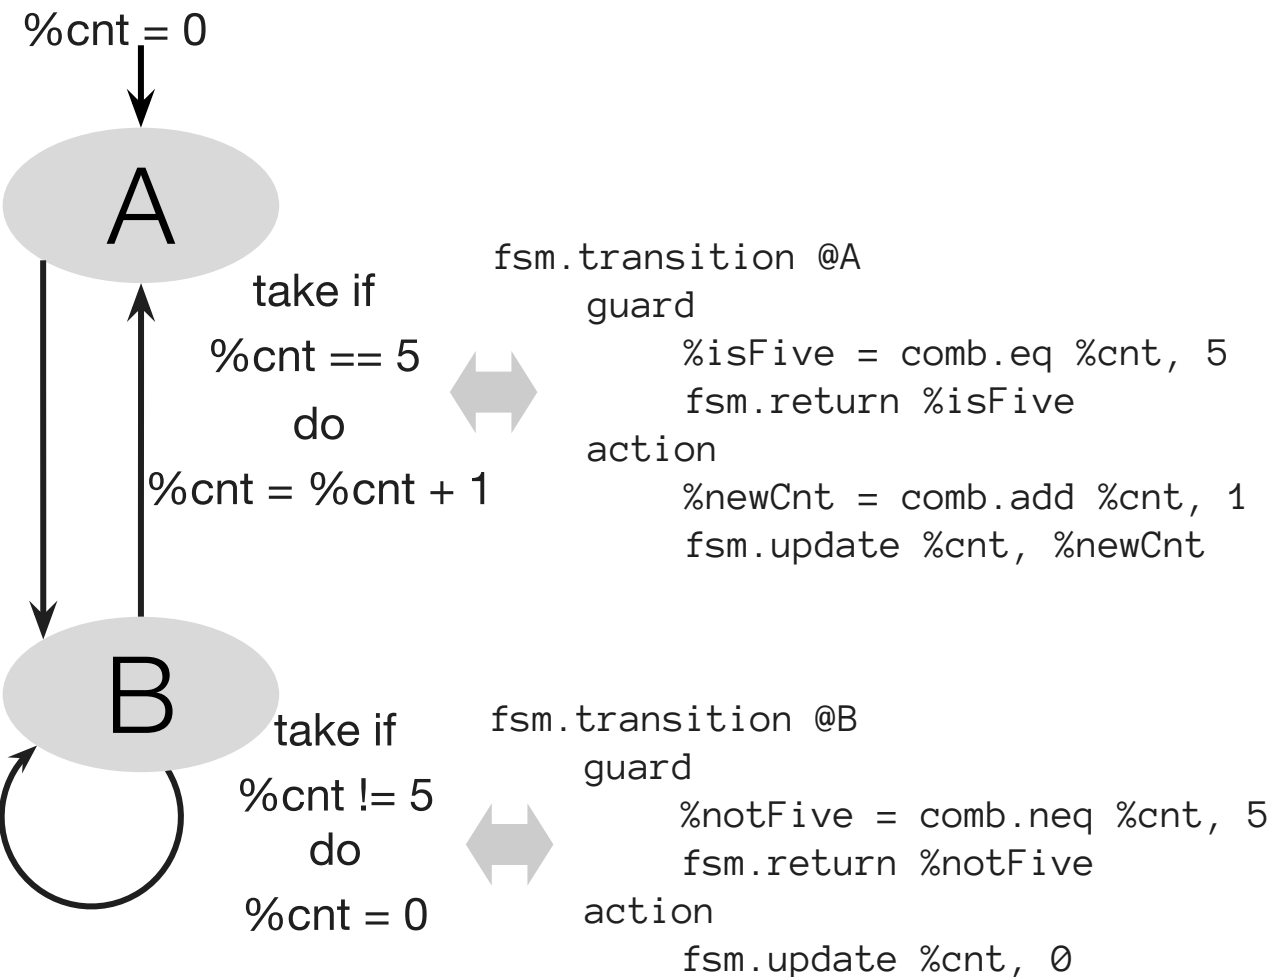 %cnt = 0
A
take if
%cnt == 5
do
%cnt = %cnt + 1
fsm.transition @A
guard
%isFive = comb.eq %cnt, 5
fsm.return %isFive
action
%newCnt = comb.add %cnt, 1
fsm.update %cnt, %newCnt
B
take if
%cnt != 5
do
%cnt = 0
fsm.transition @B
guard
%notFive = comb.neq %cnt, 5
fsm.return %notFive
action
fsm.update %cnt, 0